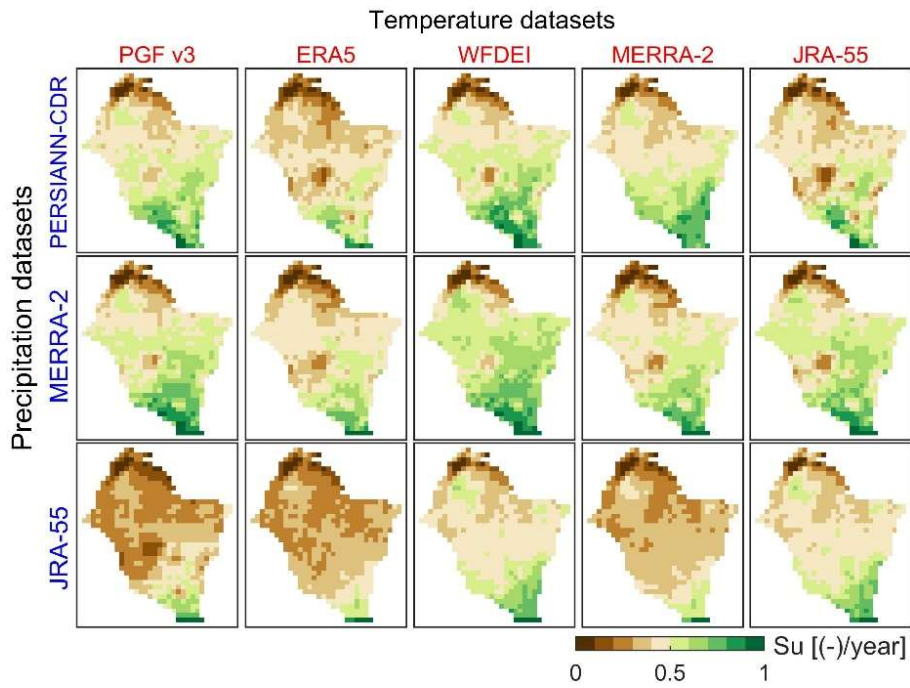 Temperature datasets
PGF v3 ERA5 WFDEI MERRA-2 JRA-55
Precipitation datasets
PERSIANN-CDR
MERRA-2
JRA-55
Su [(-)/year]
0 0.5 1